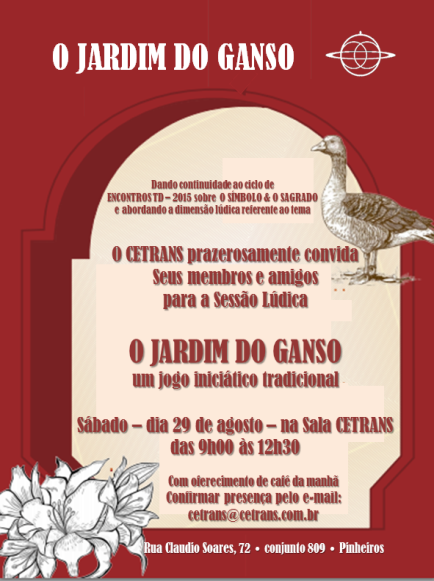 O JARDIM DO GANSO
Dando continuidade ao ciclo de
ENCONTROS TD – 2015 sobre O SÍMBOLO & O SAGRADO
e abordando a dimensão lúdica referente ao tema
O CETRANS prazerosamente convida
Seus membros e amigos
para a Sessão Lúdica
O JARDIM DO GANSO
um jogo iniciático tradicional
Sábado – dia 29 de agosto – na Sala CETRANS
das 9h00 às 12h30
Com oferecimento de café da manhã
Confirmar presença pelo e-mail:
cetrans@cetrans.com.br
Rua Claudio Soares, 72 • conjunto 809 • Pinheiros